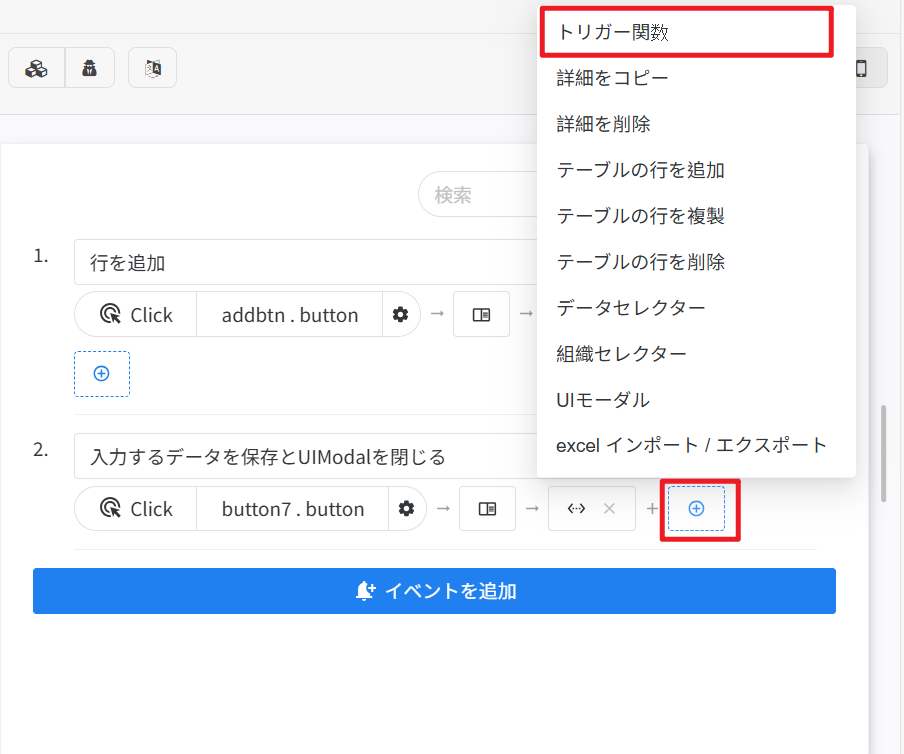 トリガー関数
詳細をコピー
詳細を削除
テーブルの行を追加
テーブルの行を複製
テーブルの行を削除
データセレクター
組織セレクター
UIモーダル
excel インポート / エクスポート
検索
1.
行を追加
Click
addbtn . button
2.
入力するデータを保存とUIModalを閉じる
Click
button7 . button
イベントを追加